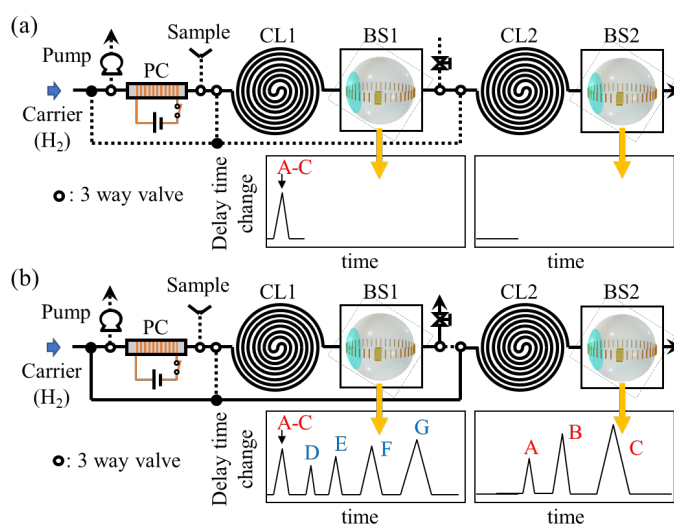 (a)
Sample
CL1
BS1
CL2
BS2
Pump
PC
Carrier
(H2)
: 3 way valve
Delay time
change
A-C
time
time
(b)
Sample
CL1
BS1
CL2
BS2
Pump
PC
Carrier
(H2)
: 3 way valve
Delay time
change
A-C
D
E
F
G
A
B
C
time
time